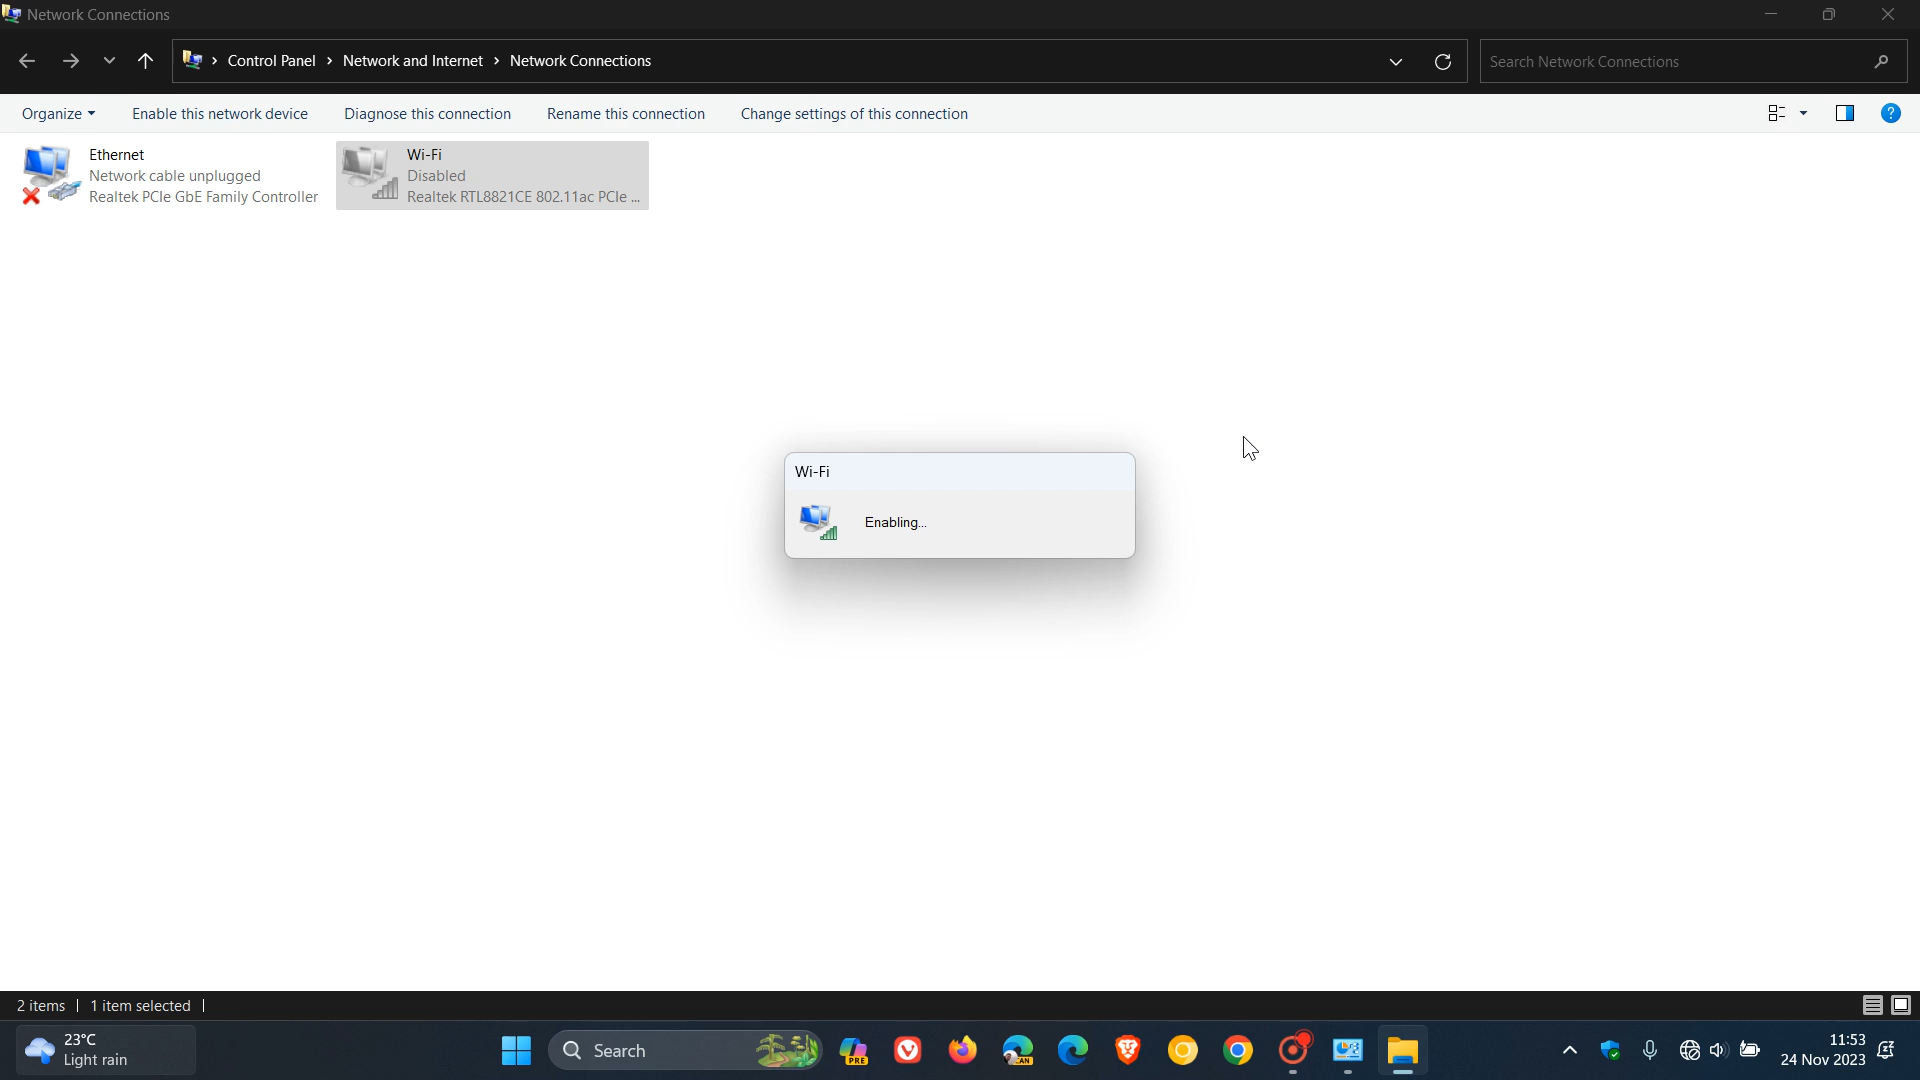 Network Connections
Control Panel › Network and Internet › Network Connections
Search Network Connections
Organize
Enable this network device
Diagnose this connection
Rename this connection
Change settings of this connection
Ethernet
Network cable unplugged
Realtek PCIe GbE Family Controller
Wi-Fi
Disabled
Realtek RTL8821CE 802.11ac PCIe ...
Wi-Fi
Enabling...
2 items
1 item selected
23°C
Light rain
Search
PRE
CAN
11:53
24 Nov 2023